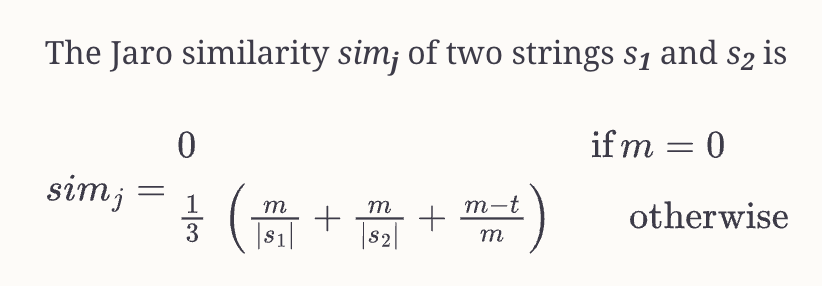 The Jaro similarity sim_j of two strings s_1 and s_2 is
0 if m = 0
sim_j =
1/3 (m/|s_1| + m/|s_2| + (m−t)/m) otherwise